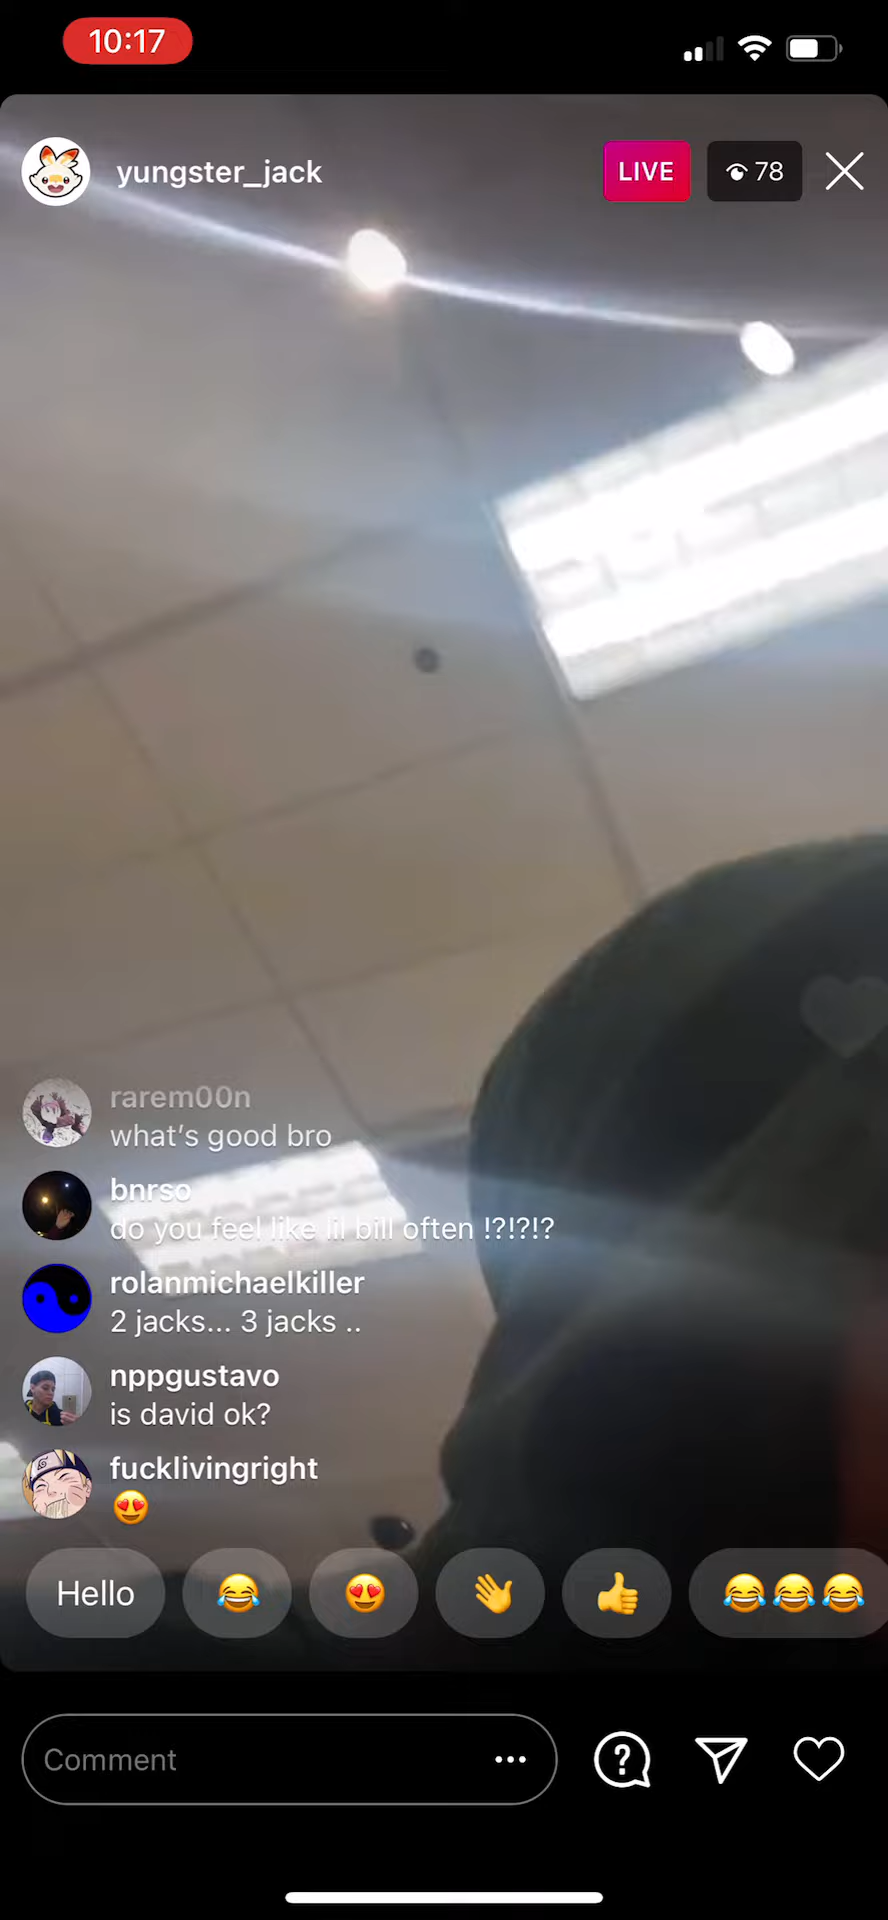 10:17
yungster_jack
LIVE
78
rarem00n
what's good bro
bnrso
do you feel like lil bill often !?!?!?
rolanmichaelkiller
2 jacks... 3 jacks ..
nppgustavo
is david ok?
fucklivingright
😍
Hello 😂 😍 👋 👍 😂😂😂
Comment